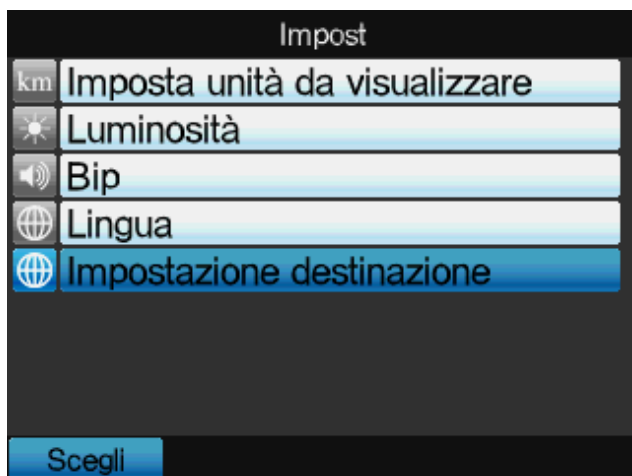 Impost
km Imposta unità da visualizzare
Luminosità
Bip
Lingua
Impostazione destinazione
Scegli